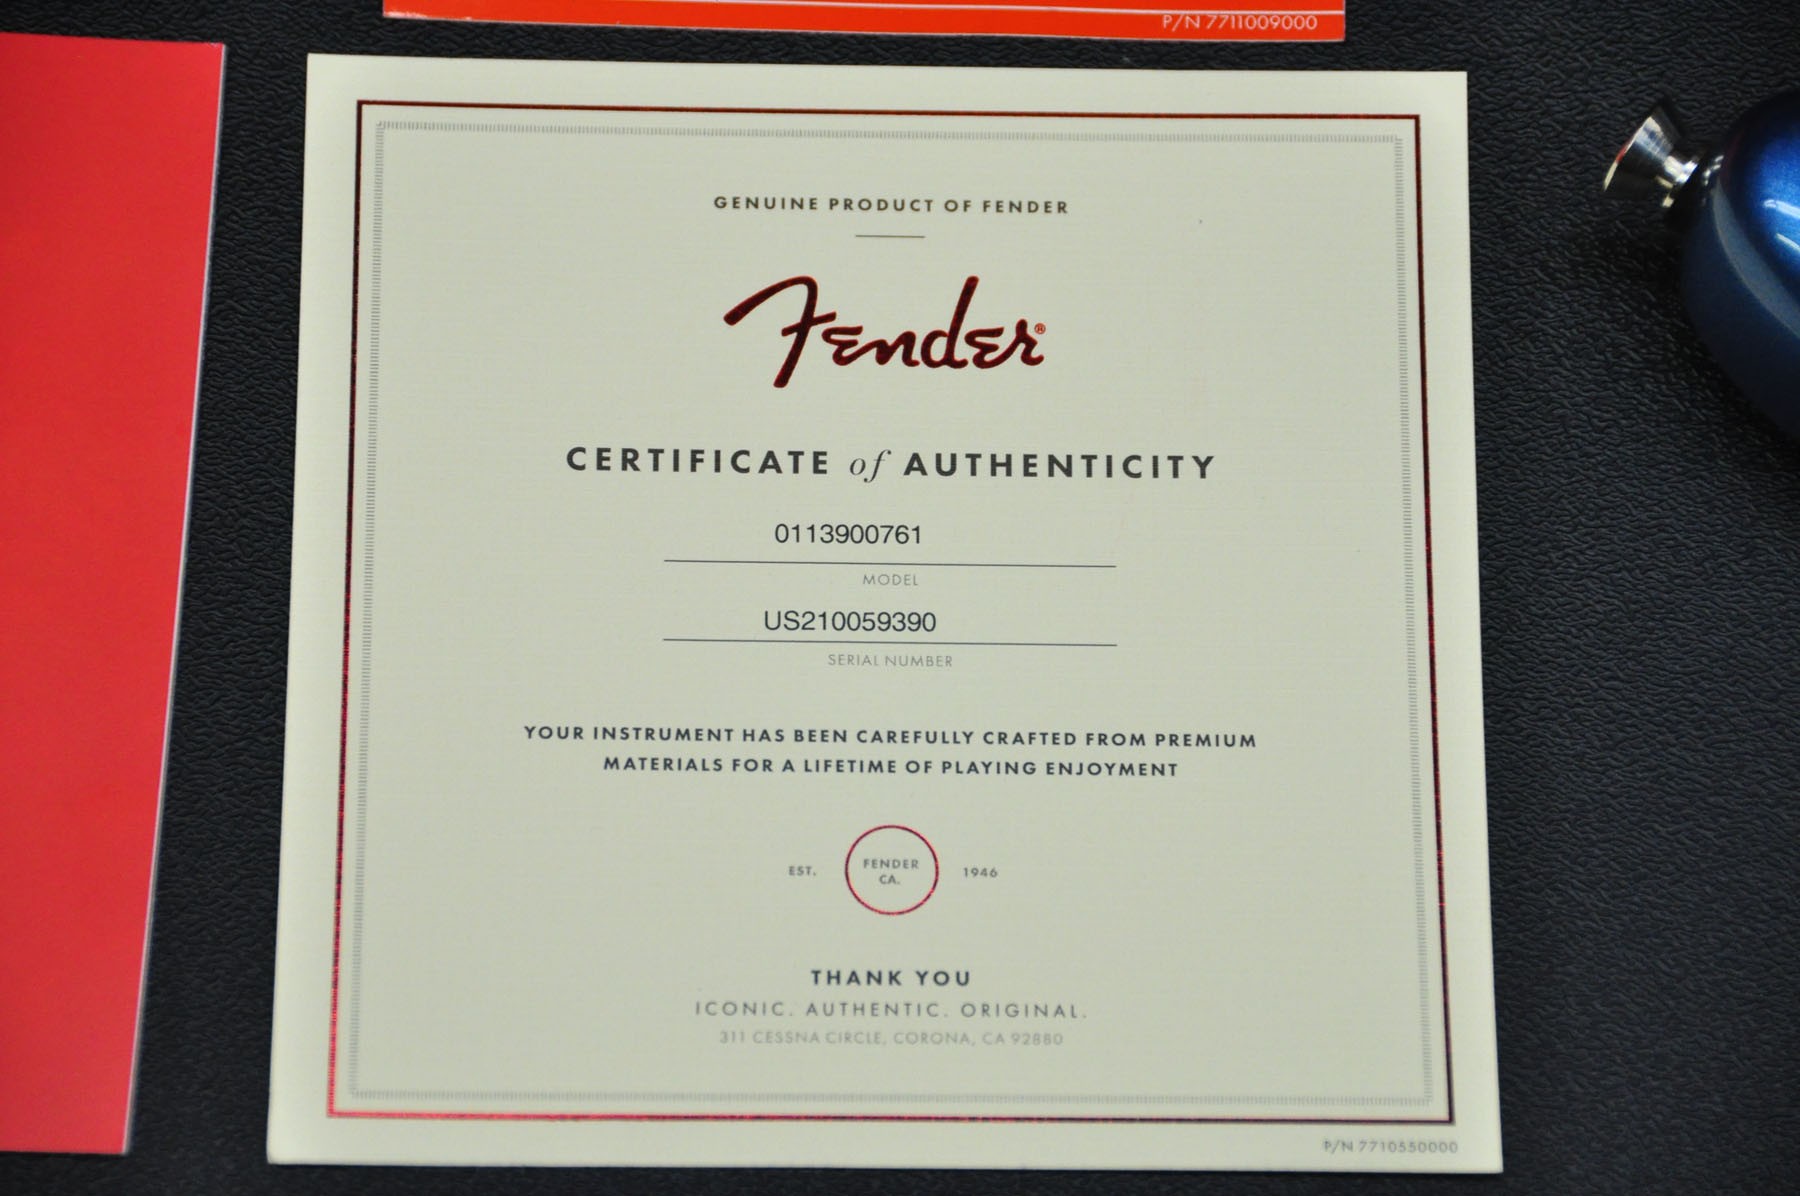 P/N 7711009000
GENUINE PRODUCT OF FENDER
Fender®
CERTIFICATE of AUTHENTICITY
0113900761
MODEL
US210059390
SERIAL NUMBER
YOUR INSTRUMENT HAS BEEN CAREFULLY CRAFTED FROM PREMIUM
MATERIALS FOR A LIFETIME OF PLAYING ENJOYMENT
EST. FENDER CA. 1946
THANK YOU
ICONIC. AUTHENTIC. ORIGINAL.
311 CESSNA CIRCLE, CORONA, CA 92880
P/N 7710550000